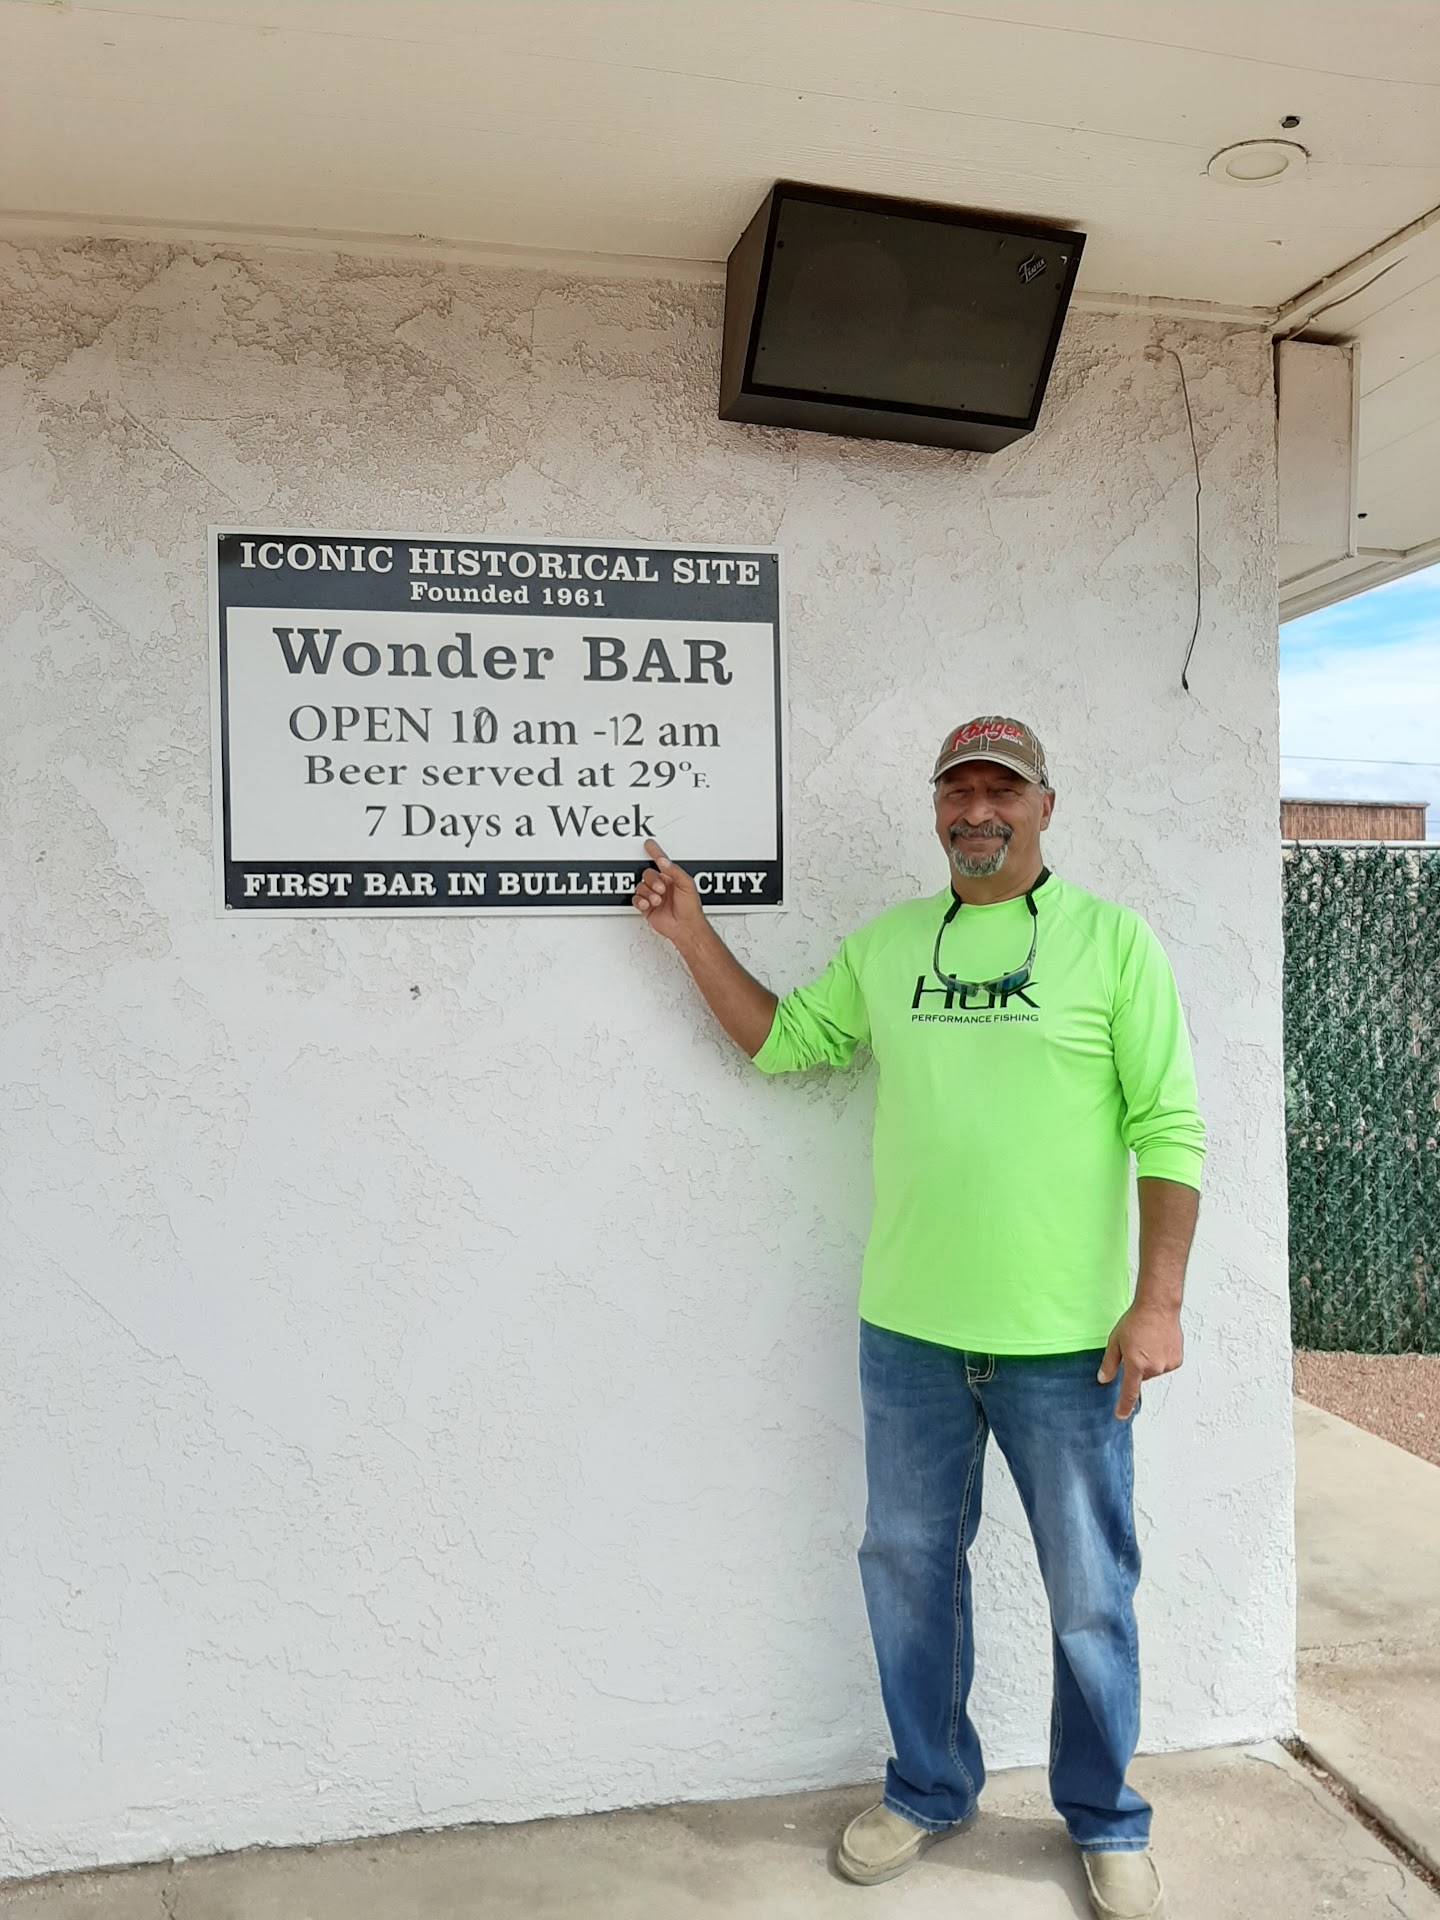 ICONIC HISTORICAL SITE
Founded 1961
Wonder BAR
OPEN 10 am -12 am
Beer served at 29°F.
7 Days a Week
FIRST BAR IN BULLHE CITY
Ranger
Huk
PERFORMANCE FISHING